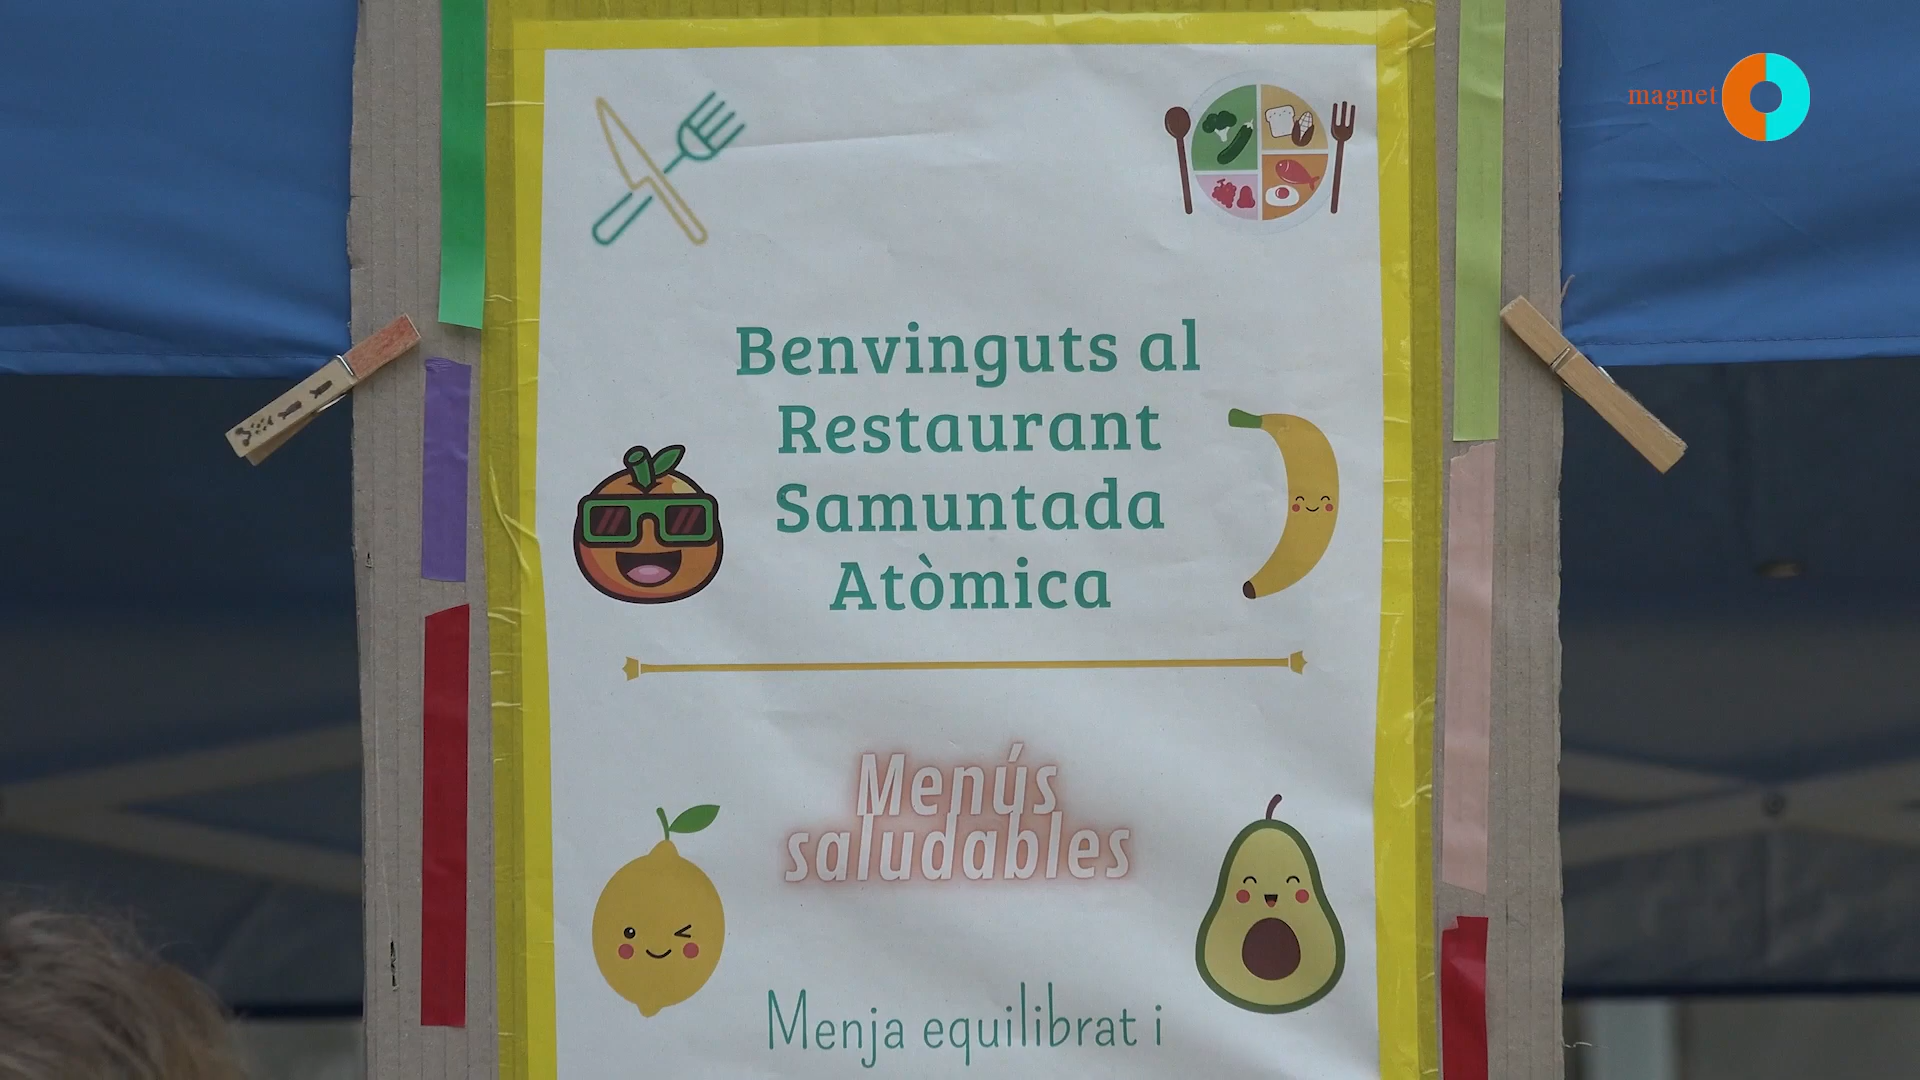 magnet
Benvinguts al
Restaurant
Samuntada
Atòmica
Menús
saludables
Menja equilibrat i